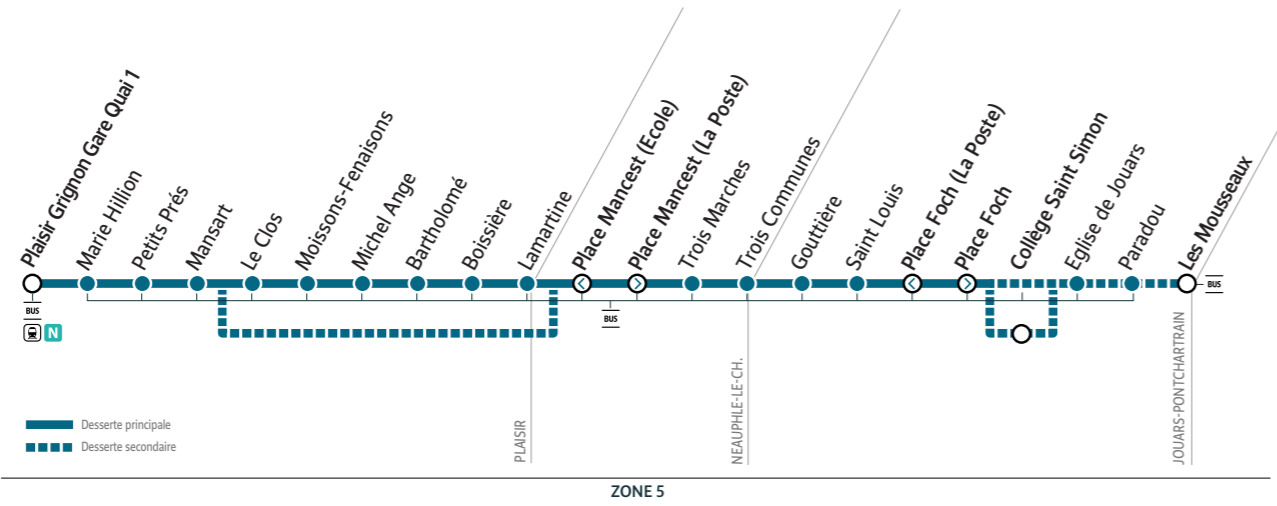 Plaisir Grignon Gare Quai 1
Marie Hillion
Petits Prés
Mansart
Le Clos
Moissons-Fenaisons
Michel Ange
Bartholomé
Boissière
Lamartine
Place Mancest (Ecole)
Place Mancest (La Poste)
Trois Marches
Trois Communes
Gouttière
Saint Louis
Place Foch (La Poste)
Place Foch
Collège Saint Simon
Eglise de Jouars
Paradou
Les Mousseaux
BUS
N
BUS
BUS
PLAISIR
NEAUPHLE-LE-CH.
JOUARS-PONTCHARTRAIN
Desserte principale
Desserte secondaire
ZONE 5